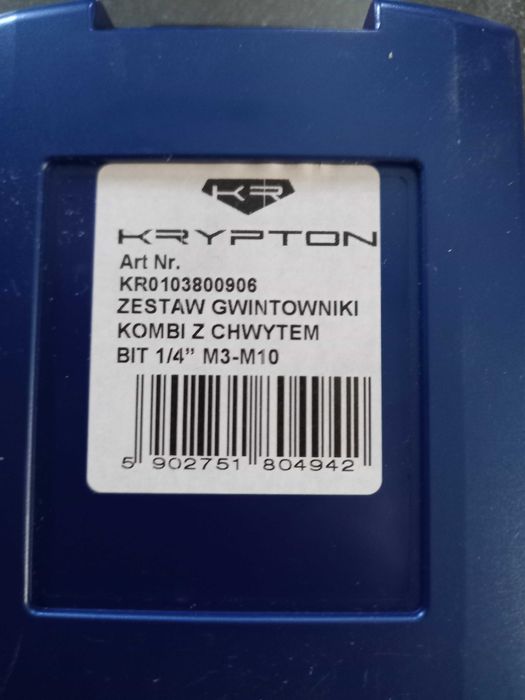 KR
KRYPTON
Art Nr.
KR0103800906
ZESTAW GWINTOWNIKI
KOMBI Z CHWYTEM
BIT 1/4” M3-M10
5 902751 804942